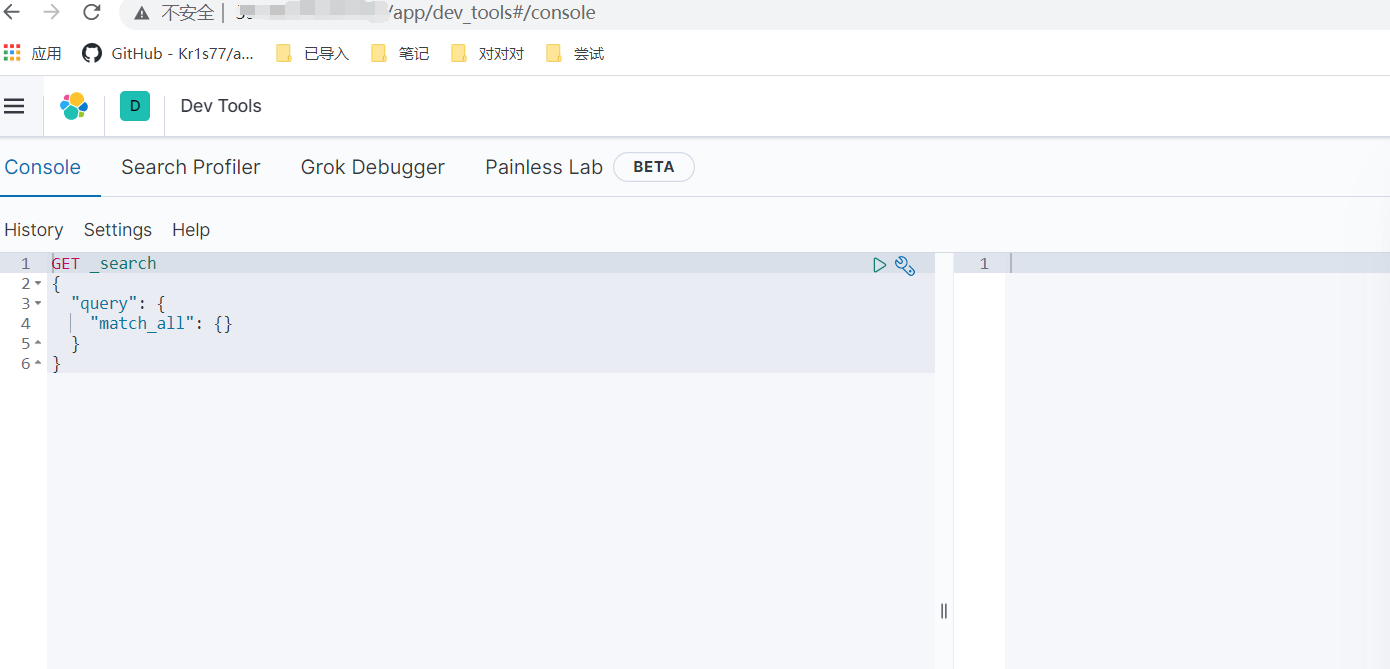 不安全 | /app/dev_tools#/console
应用 GitHub - Kr1s77/a... 已导入 笔记 对对对 尝试
D Dev Tools
Console Search Profiler Grok Debugger Painless Lab BETA
History Settings Help
1 GET _search 1
2 {
3 "query": {
4 "match_all": {}
5 }
6 }